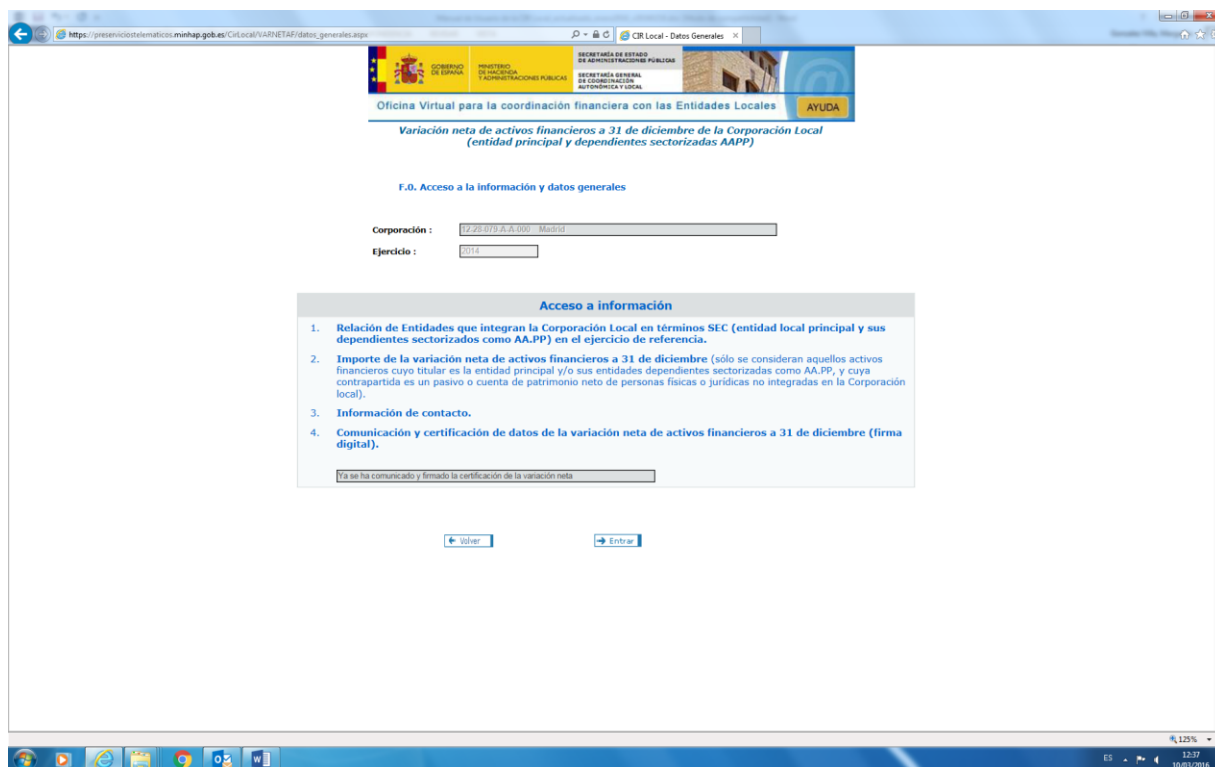 https://preserviciostelematicos.minhap.gob.es/CirLocal/VARNETAF/datos_generales.aspx
CIR Local - Datos Generales
GOBIERNO
DE ESPAÑA
MINISTERIO
DE HACIENDA
Y ADMINISTRACIONES PÚBLICAS
SECRETARÍA DE ESTADO
DE ADMINISTRACIONES PÚBLICAS
SECRETARÍA GENERAL
DE COORDINACIÓN
AUTONÓMICA Y LOCAL
Oficina Virtual para la coordinación financiera con las Entidades Locales
AYUDA
Variación neta de activos financieros a 31 de diciembre de la Corporación Local
(entidad principal y dependientes sectorizadas AAPP)
F.0. Acceso a la información y datos generales
Corporación : 12-28-079-A-A-000 Madrid
Ejercicio : 2014
Acceso a información
1. Relación de Entidades que integran la Corporación Local en términos SEC (entidad local principal y sus
dependientes sectorizados como AA.PP) en el ejercicio de referencia.
2. Importe de la variación neta de activos financieros a 31 de diciembre (sólo se consideran aquellos activos
financieros cuyo titular es la entidad principal y/o sus entidades dependientes sectorizadas como AA.PP, y cuya
contrapartida es un pasivo o cuenta de patrimonio neto de personas físicas o jurídicas no integradas en la Corporación
local).
3. Información de contacto.
4. Comunicación y certificación de datos de la variación neta de activos financieros a 31 de diciembre (firma
digital).
Ya se ha comunicado y firmado la certificación de la variación neta
Volver
Entrar
125%
ES
12:37
10/03/2016